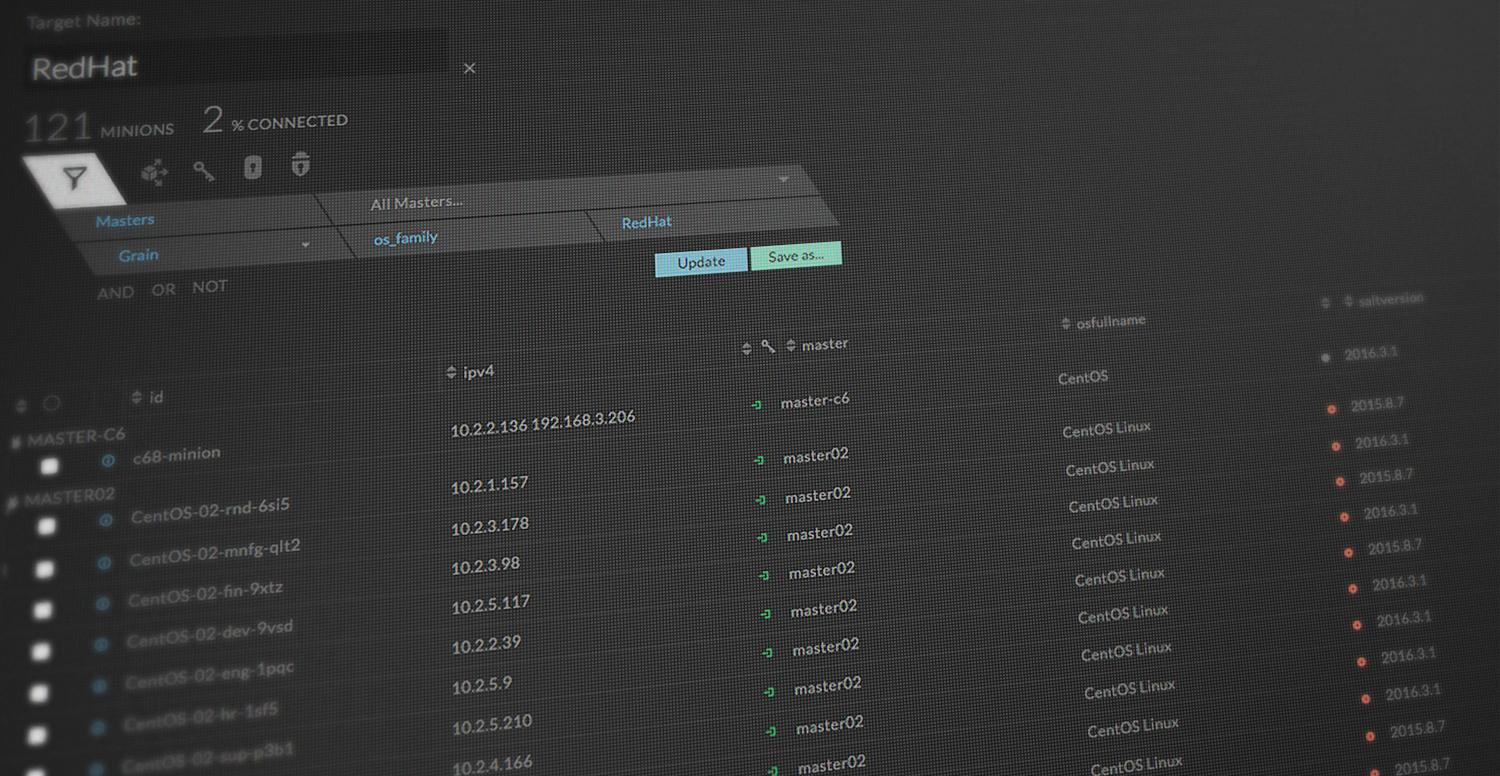 Target Name:
RedHat
121 MINIONS 2 % CONNECTED
Masters All Masters...
Grain os_family RedHat
AND OR NOT
Update Save as...
id ipv4 master osfullname saltversion
MASTER-C6
c68-minion 10.2.2.136 192.168.3.206 master-c6 CentOS 2016.3.1
MASTER02
CentOS-02-rnd-6si5 10.2.1.157 master02 CentOS Linux 2015.8.7
CentOS-02-mnfg-qlt2 10.2.3.178 master02 CentOS Linux 2016.3.1
CentOS-02-fin-9xtz 10.2.3.98 master02 CentOS Linux 2015.8.7
CentOS-02-dev-9vsd 10.2.5.117 master02 CentOS Linux 2016.3.1
CentOS-02-eng-1pqc 10.2.2.39 master02 CentOS Linux 2015.8.7
CentOS-02-hr-1sf5 10.2.5.9 master02 CentOS Linux 2016.3.1
CentOS-02-sup-p3b1 10.2.5.210 master02 CentOS Linux 2016.3.1
10.2.4.166 master02 CentOS Linux 2016.3.1
master02 CentOS Linux 2016.3.1
CentOS Linux 2015.8.7
2015.8.7